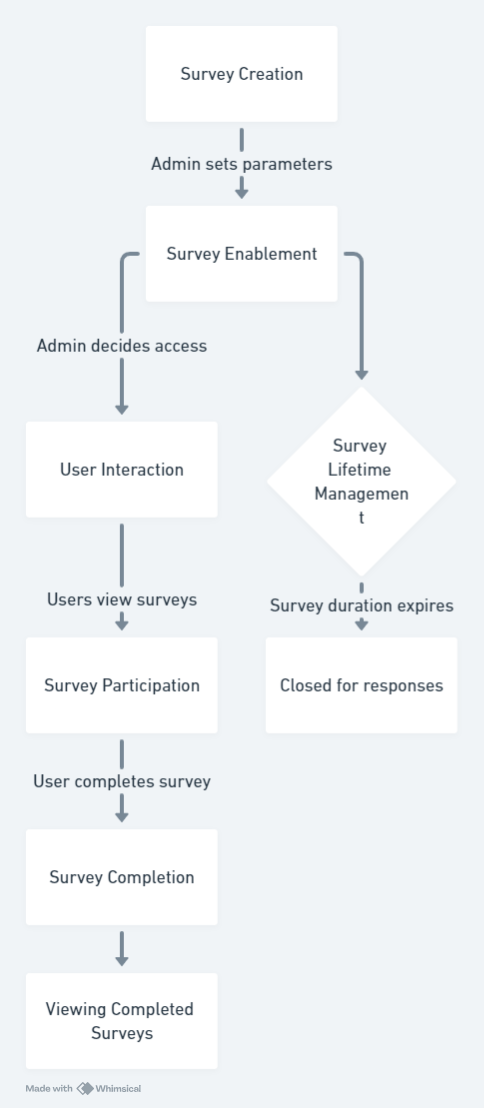 Survey Creation
Admin sets parameters
Survey Enablement
Admin decides access
User Interaction
Survey
Lifetime
Managemen
t
Users view surveys
Survey duration expires
Survey Participation
Closed for responses
User completes survey
Survey Completion
Viewing Completed
Surveys
Made with Whimsical